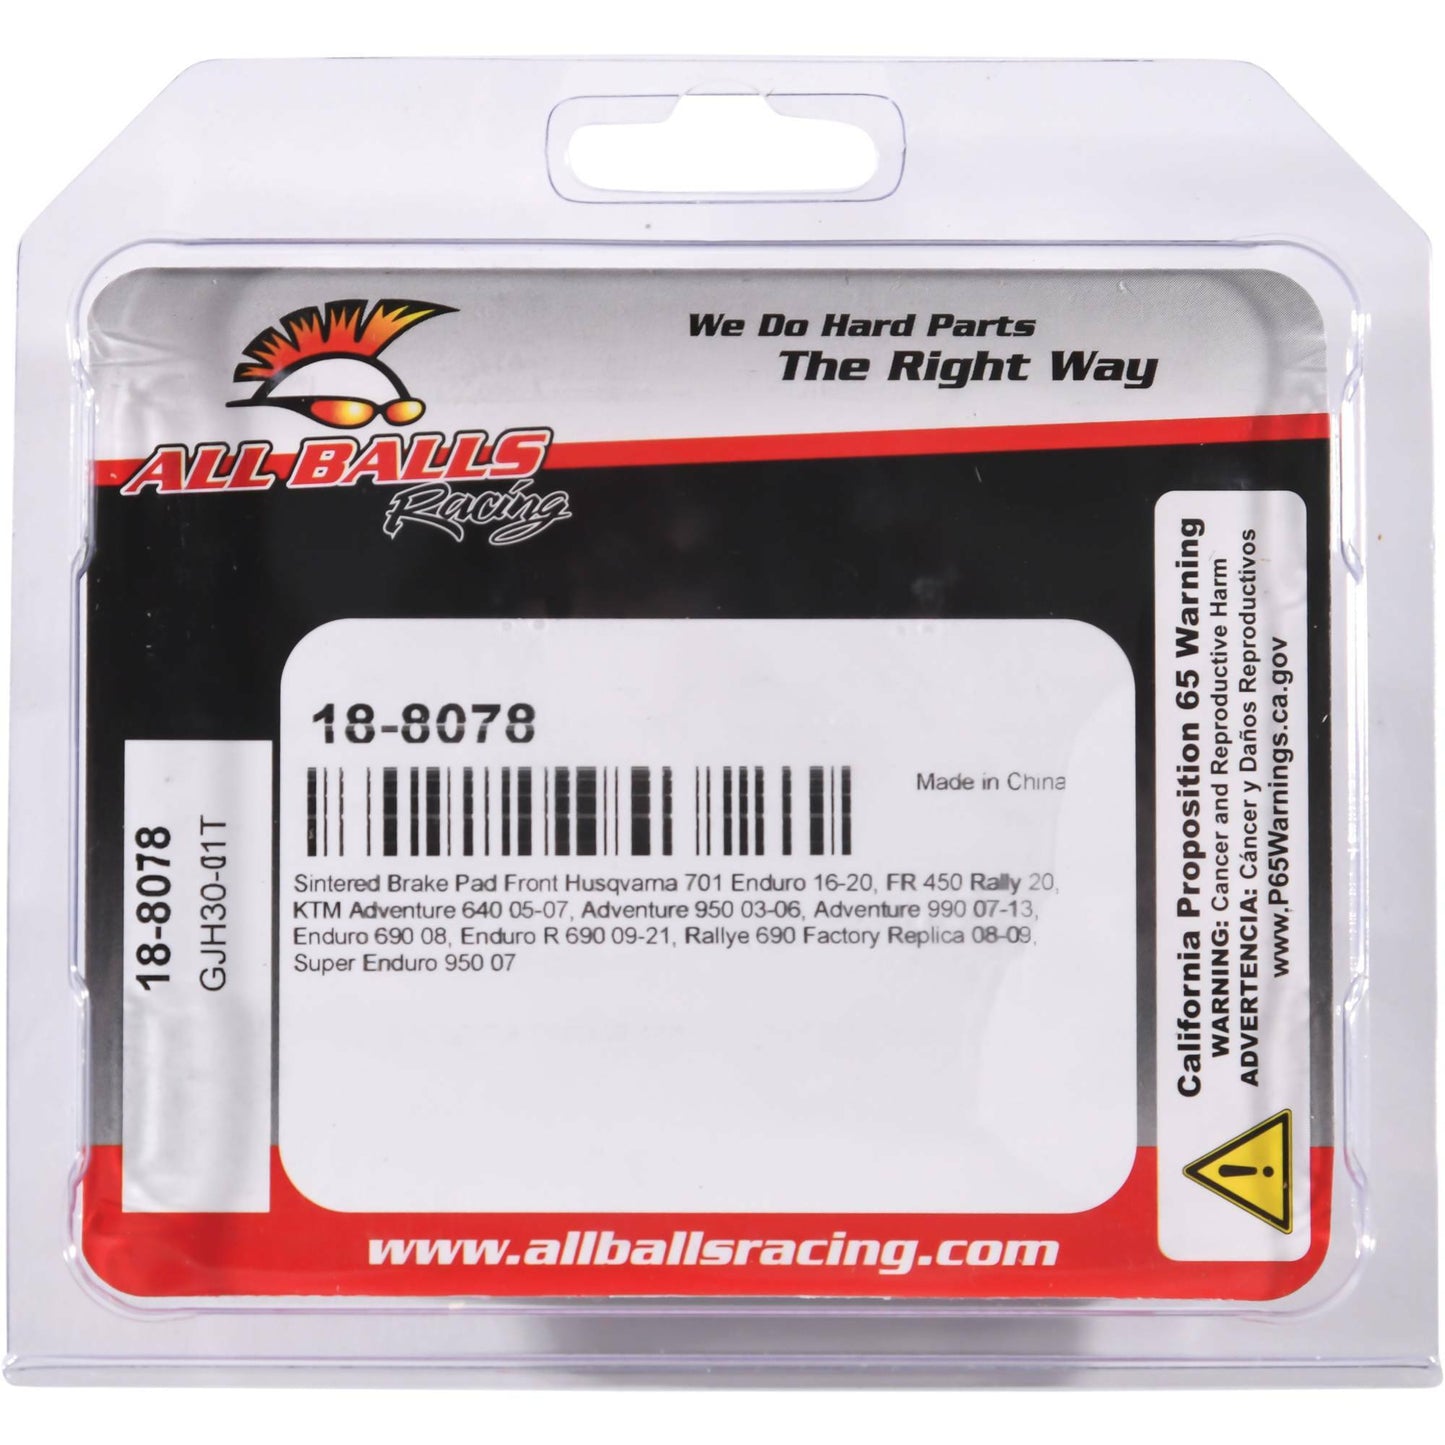 We Do Hard Parts
The Right Way
ALL BALLS
Racing
18-8078
Made in China
Sintered Brake Pad Front Husqvarna 701 Enduro 16-20, FR 450 Rally 20,
KTM Adventure 640 05-07, Adventure 950 03-06, Adventure 990 07-13,
Enduro 690 08, Enduro R 690 09-21, Rallye 690 Factory Replica 08-09,
Super Enduro 950 07
18-8078
GJH30-01T
California Proposition 65 Warning
WARNING: Cancer and Reproductive Harm
ADVERTENCIA: Cáncer y Daños Reproductivos
www.P65Warnings.ca.gov
www.allballsracing.com